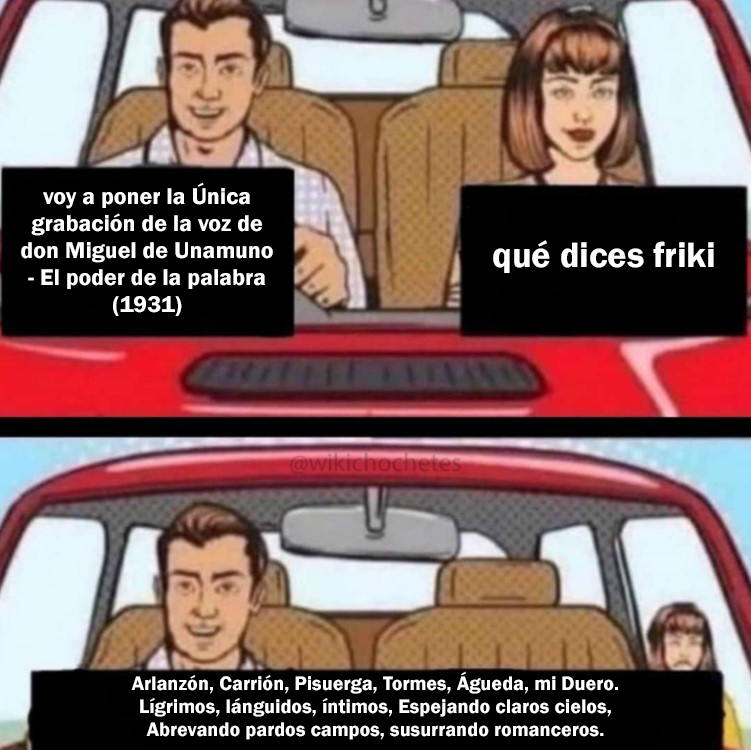 voy a poner la Única
grabación de la voz de
don Miguel de Unamuno
- El poder de la palabra
(1931)
qué dices friki
@wikichochetes
Arlanzón, Carrión, Pisuerga, Tormes, Águeda, mi Duero.
Lígrimos, lánguidos, íntimos, Espejando claros cielos,
Abrevando pardos campos, susurrando romanceros.